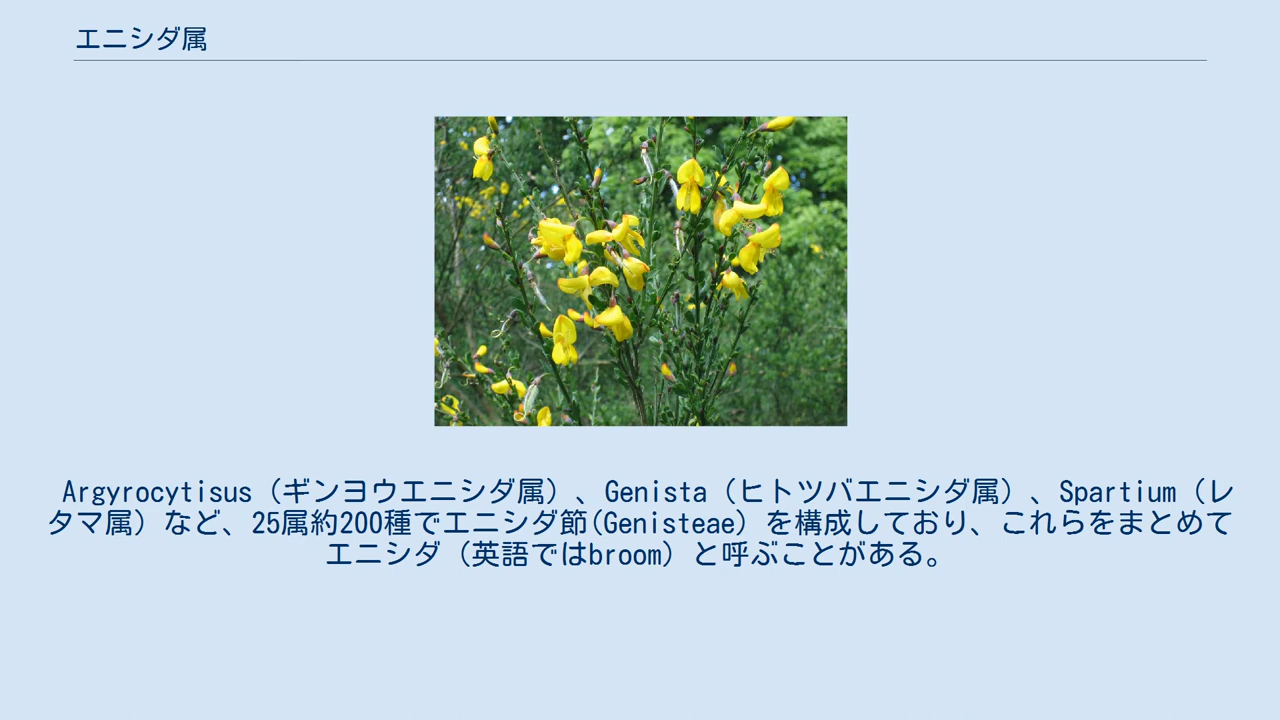 エニシダ属
Argyrocytisus（ギンヨウエニシダ属）、Genista（ヒトツバエニシダ属）、Spartium（レ
タマ属）など、25属約200種でエニシダ節(Genisteae）を構成しており、これらをまとめて
エニシダ（英語ではbroom）と呼ぶことがある。